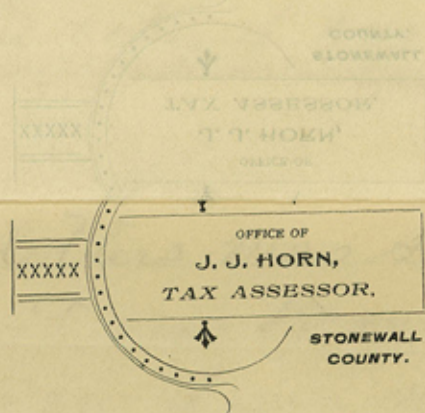 OFFICE OF
J. J. HORN,
XXXXX
TAX ASSESSOR,
STONEWALL
COUNTY.